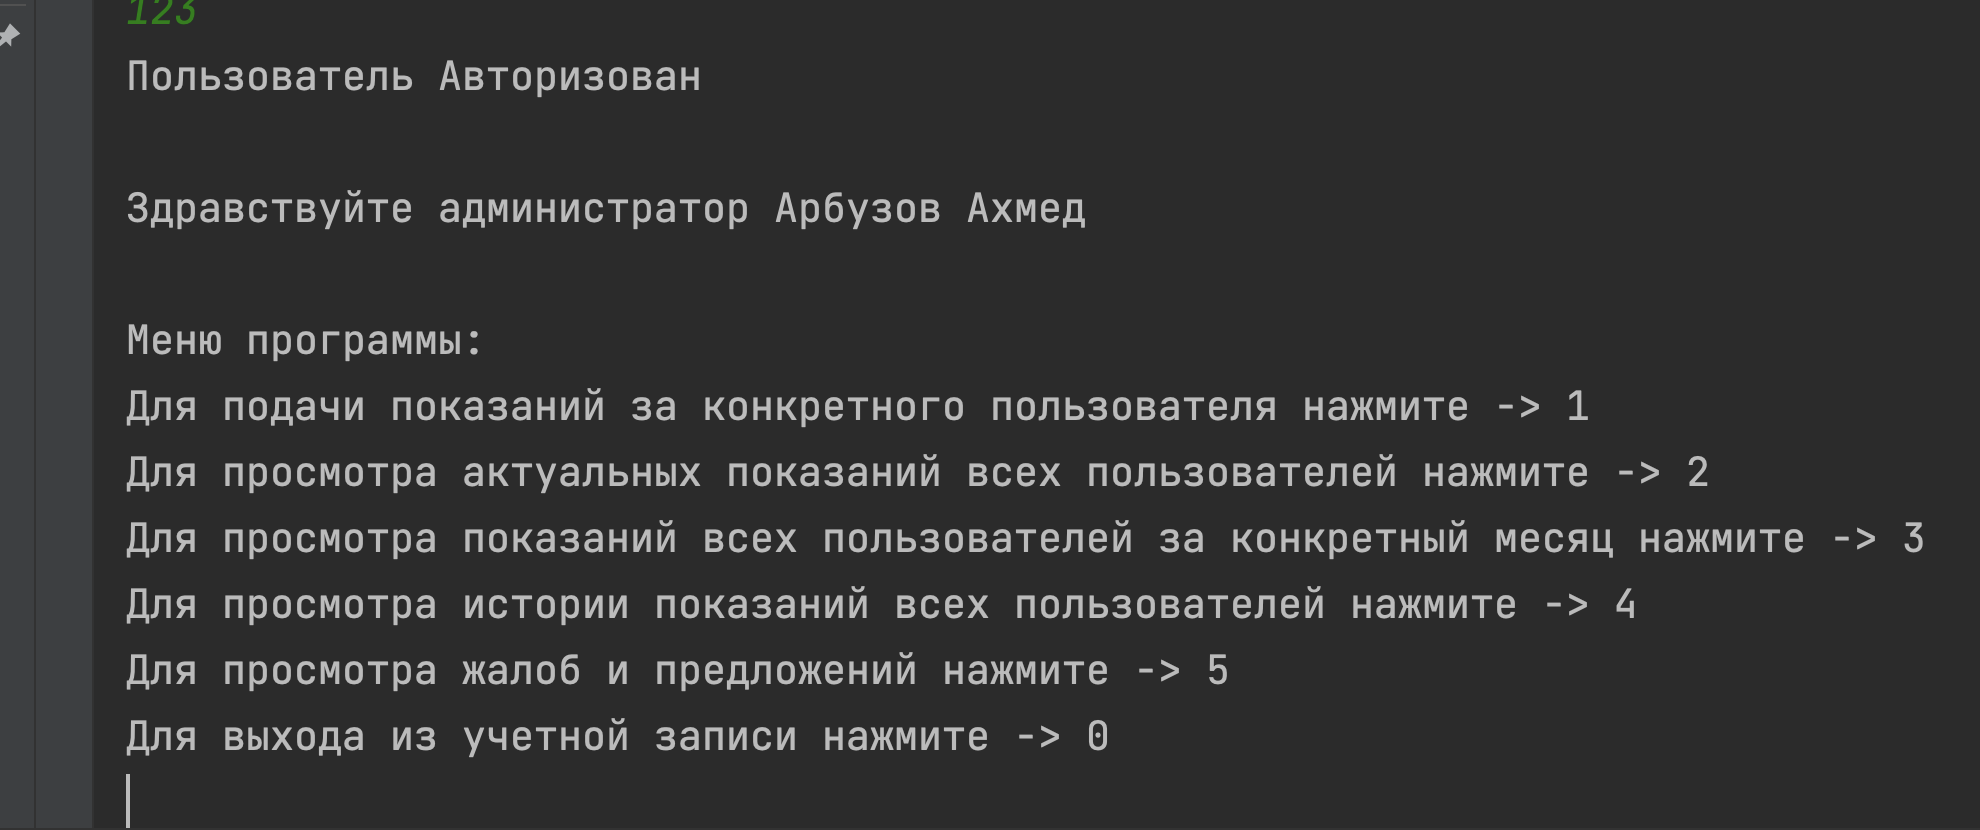 123
Пользователь Авторизован
Здравствуйте администратор Арбузов Ахмед
Меню программы:
Для подачи показаний за конкретного пользователя нажмите -> 1
Для просмотра актуальных показаний всех пользователей нажмите -> 2
Для просмотра показаний всех пользователей за конкретный месяц нажмите -> 3
Для просмотра истории показаний всех пользователей нажмите -> 4
Для просмотра жалоб и предложений нажмите -> 5
Для выхода из учетной записи нажмите -> 0